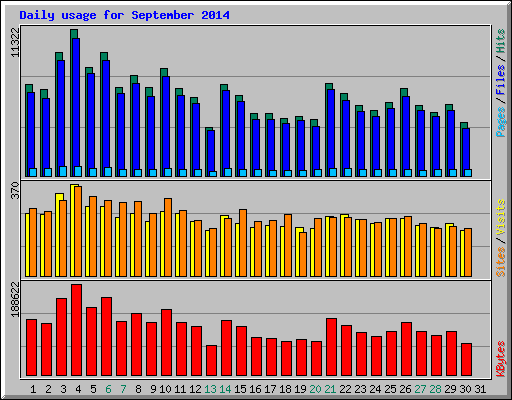 Daily usage for September 2014
11322
Pages / Files / Hits
370
Sites / Visits
188622
KBytes
1 2 3 4 5 6 7 8 9 10 11 12 13 14 15 16 17 18 19 20 21 22 23 24 25 26 27 28 29 30 31